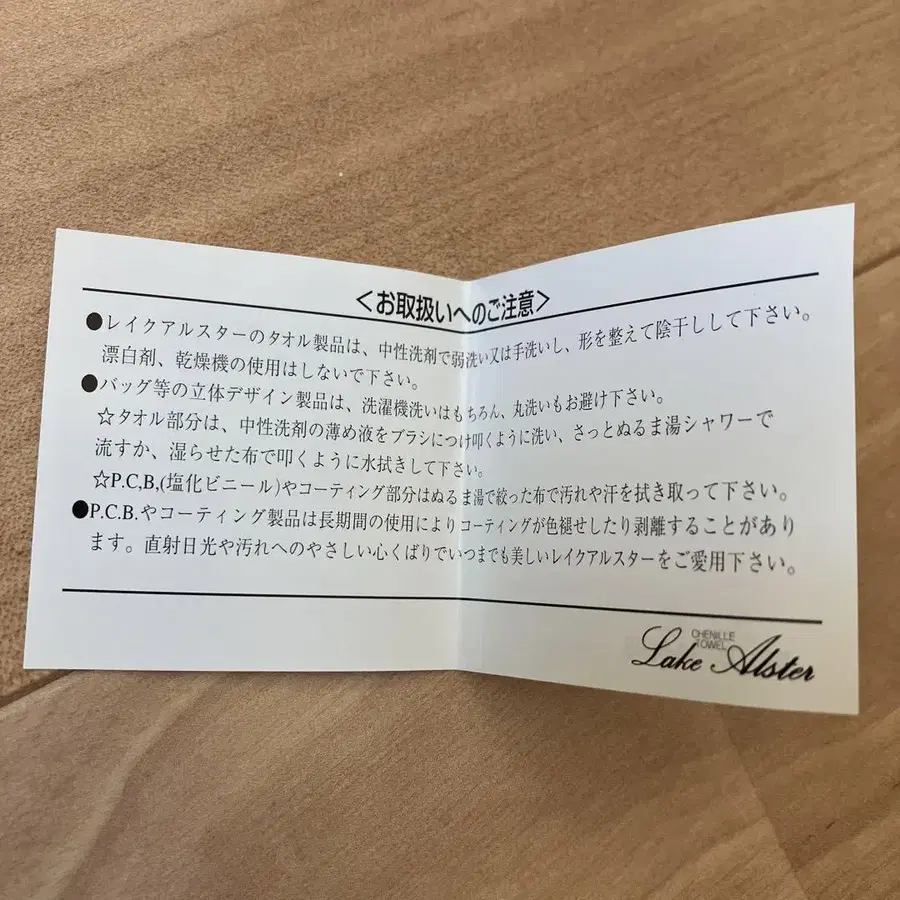 ＜お取扱いへのご注意＞
●レイクアルスターのタオル製品は、中性洗剤で弱洗い又は手洗いし、形を整えて陰干しして下さい。
漂白剤、乾燥機の使用はしないで下さい。
●バッグ等の立体デザイン製品は、洗濯機洗いはもちろん、丸洗いもお避け下さい。
☆タオル部分は、中性洗剤の薄め液をブラシにつけ叩くように洗い、さっとぬるま湯シャワーで
流すか、湿らせた布で叩くように水拭きして下さい。
☆P.C,B,(塩化ビニール)やコーティング部分はぬるま湯で絞った布で汚れや汗を拭き取って下さい。
●P.C.B.やコーティング製品は長期間の使用によりコーティングが色褪せしたり剥離することがあり
ます。直射日光や汚れへのやさしい心くばりでいつまでも美しいレイクアルスターをご愛用下さい。
CHENILLE
TOWEL
Lake Alster